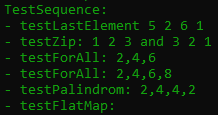 TestSequence:
- testLastElement 5 2 6 1
- testZip: 1 2 3 and 3 2 1
- testForAll: 2,4,6
- testForAll: 2,4,6,8
- testPalindrom: 2,4,4,2
- testFlatMap: